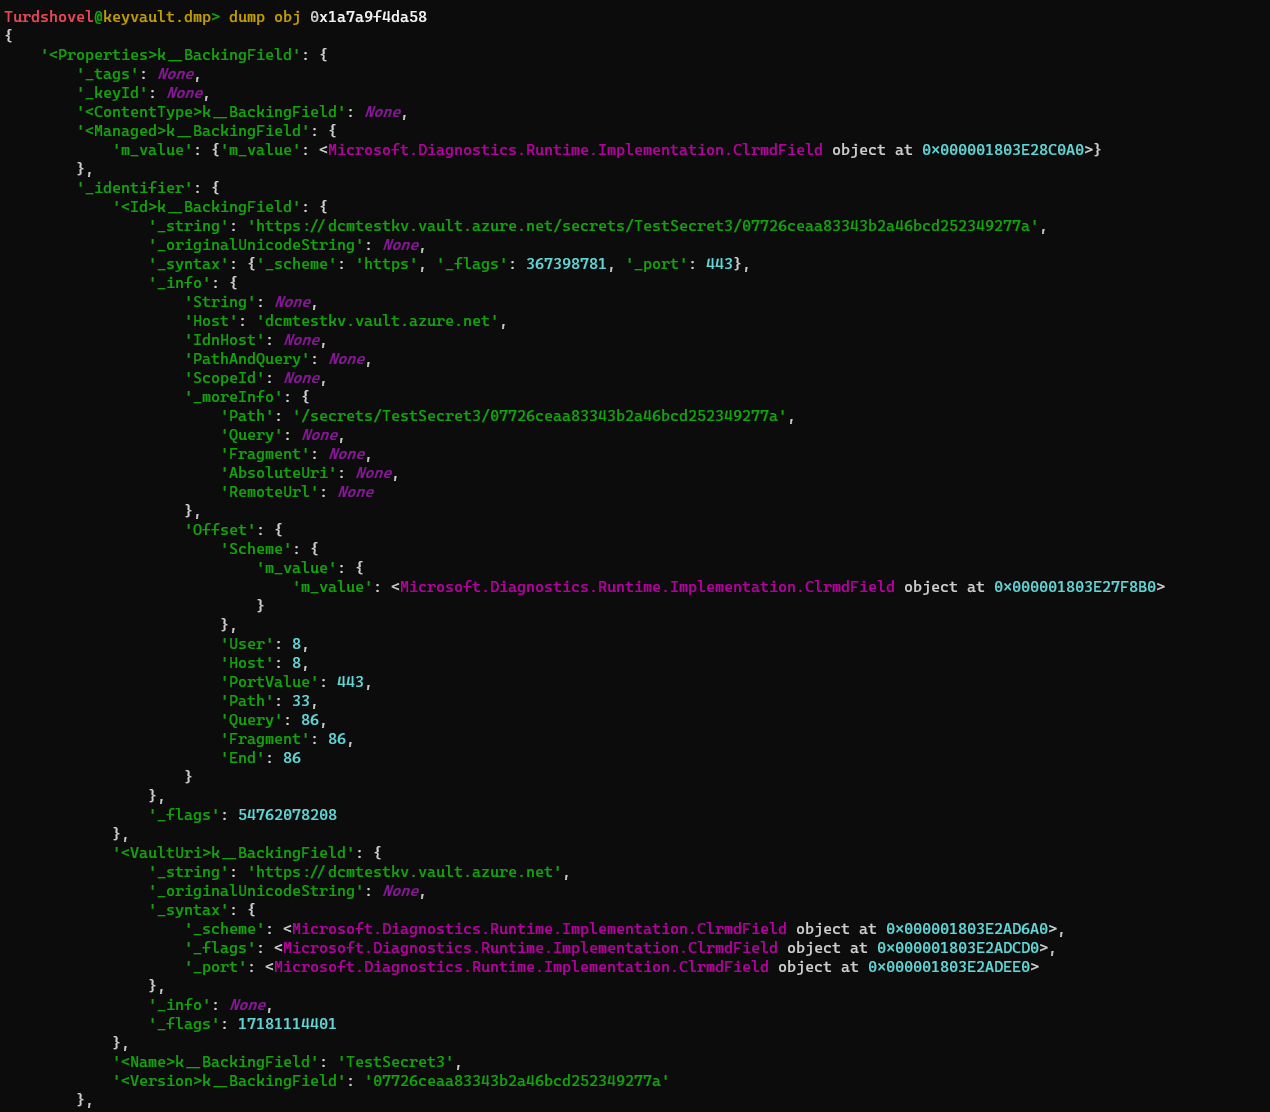 Turdshovel@keyvault.dmp> dump obj 0x1a7a9f4da58
{
    '<Properties>k__BackingField': {
        '_tags': None,
        '_keyId': None,
        '<ContentType>k__BackingField': None,
        '<Managed>k__BackingField': {
            'm_value': {'m_value': <Microsoft.Diagnostics.Runtime.Implementation.ClrmdField object at 0x000001803E28C0A0>}
        },
        '_identifier': {
            '<Id>k__BackingField': {
                '_string': 'https://dcmtestkv.vault.azure.net/secrets/TestSecret3/07726ceaa83343b2a46bcd252349277a',
                '_originalUnicodeString': None,
                '_syntax': {'_scheme': 'https', '_flags': 367398781, '_port': 443},
                '_info': {
                    'String': None,
                    'Host': 'dcmtestkv.vault.azure.net',
                    'IdnHost': None,
                    'PathAndQuery': None,
                    'ScopeId': None,
                    '_moreInfo': {
                        'Path': '/secrets/TestSecret3/07726ceaa83343b2a46bcd252349277a',
                        'Query': None,
                        'Fragment': None,
                        'AbsoluteUri': None,
                        'RemoteUrl': None
                    },
                    'Offset': {
                        'Scheme': {
                            'm_value': {
                                'm_value': <Microsoft.Diagnostics.Runtime.Implementation.ClrmdField object at 0x000001803E27F8B0>
                            }
                        },
                        'User': 8,
                        'Host': 8,
                        'PortValue': 443,
                        'Path': 33,
                        'Query': 86,
                        'Fragment': 86,
                        'End': 86
                    }
                },
                '_flags': 54762078208
            },
            '<VaultUri>k__BackingField': {
                '_string': 'https://dcmtestkv.vault.azure.net',
                '_originalUnicodeString': None,
                '_syntax': {
                    '_scheme': <Microsoft.Diagnostics.Runtime.Implementation.ClrmdField object at 0x000001803E2AD6A0>,
                    '_flags': <Microsoft.Diagnostics.Runtime.Implementation.ClrmdField object at 0x000001803E2ADCD0>,
                    '_port': <Microsoft.Diagnostics.Runtime.Implementation.ClrmdField object at 0x000001803E2ADEE0>
                },
                '_info': None,
                '_flags': 17181114401
            },
            '<Name>k__BackingField': 'TestSecret3',
            '<Version>k__BackingField': '07726ceaa83343b2a46bcd252349277a'
        },